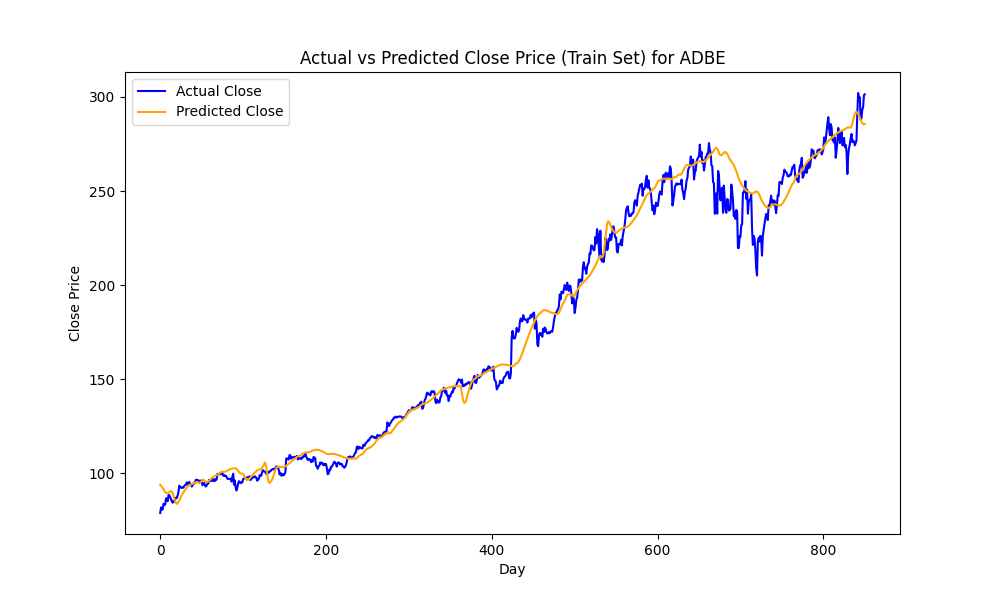 Actual vs Predicted Close Price (Train Set) for ADBE
Actual Close
Predicted Close
300
250
200
150
100
Close Price
0 200 400 600 800
Day